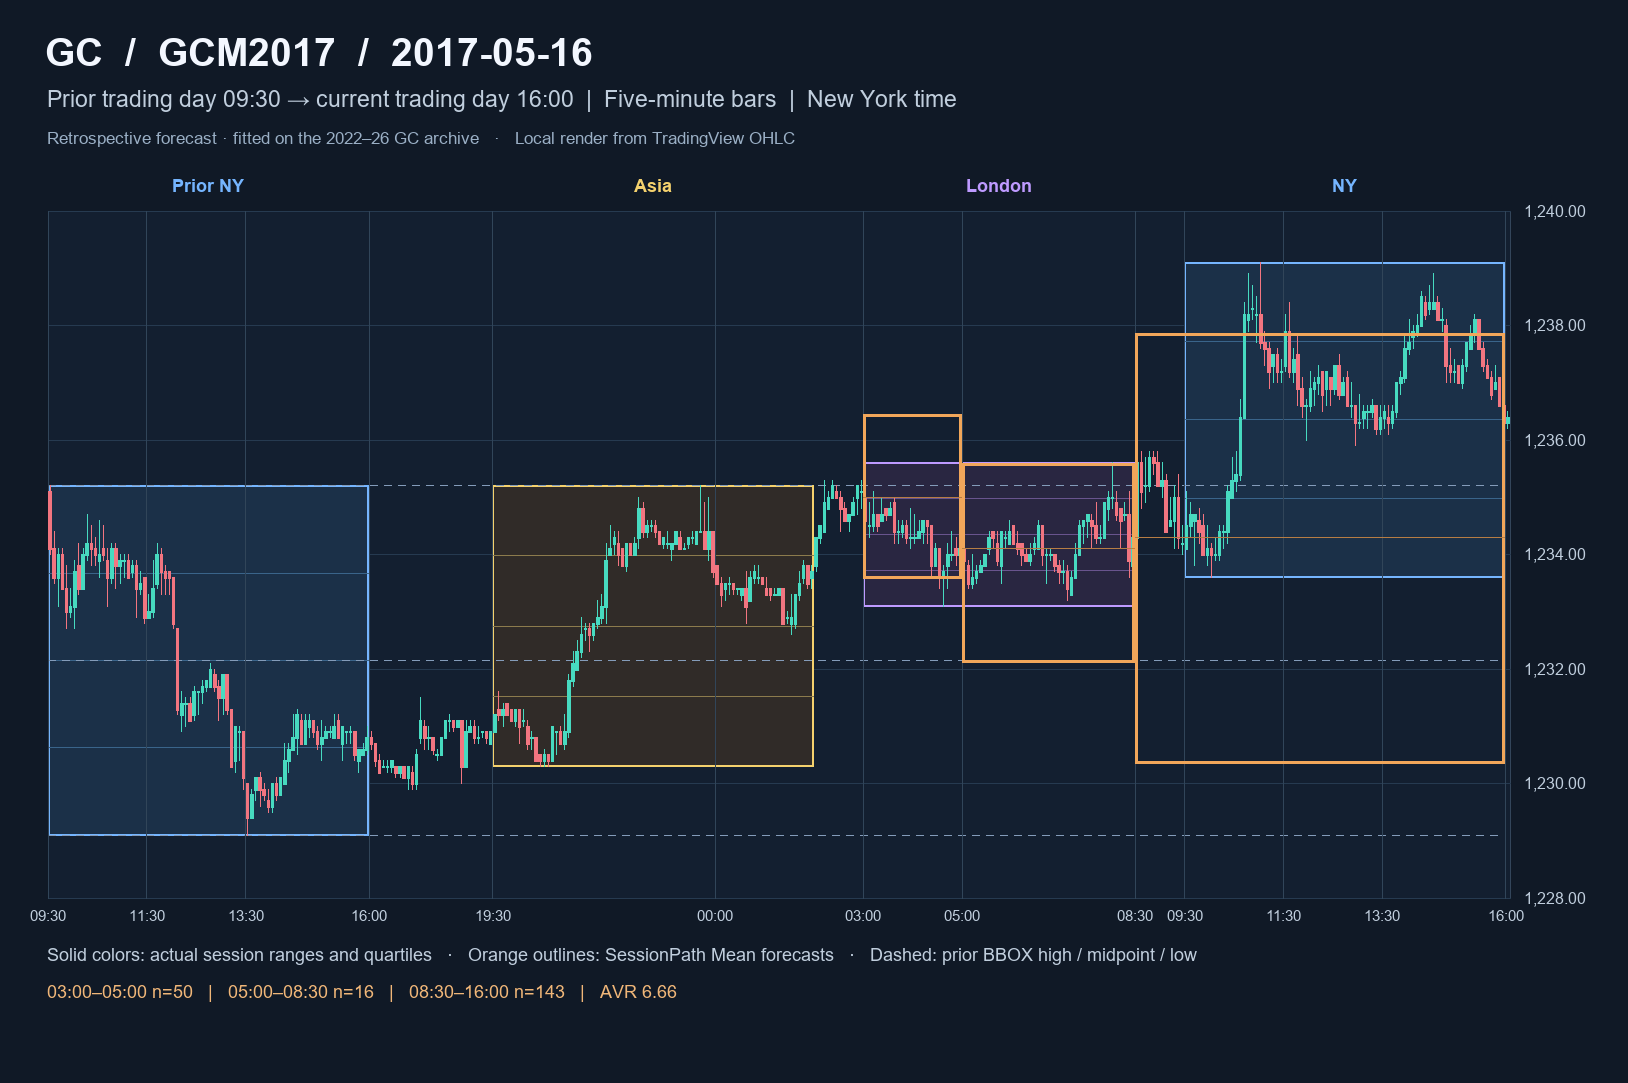 GC / GCM2017 / 2017-05-16
Prior trading day 09:30 → current trading day 16:00 | Five-minute bars | New York time
Retrospective forecast · fitted on the 2022–26 GC archive · Local render from TradingView OHLC
Prior NY Asia London NY
1,240.00
1,238.00
1,236.00
1,234.00
1,232.00
1,230.00
1,228.00
09:30 11:30 13:30 16:00 19:30 00:00 03:00 05:00 08:30 09:30 11:30 13:30 16:00
Solid colors: actual session ranges and quartiles · Orange outlines: SessionPath Mean forecasts · Dashed: prior BBOX high / midpoint / low
03:00–05:00 n=50 | 05:00–08:30 n=16 | 08:30–16:00 n=143 | AVR 6.66